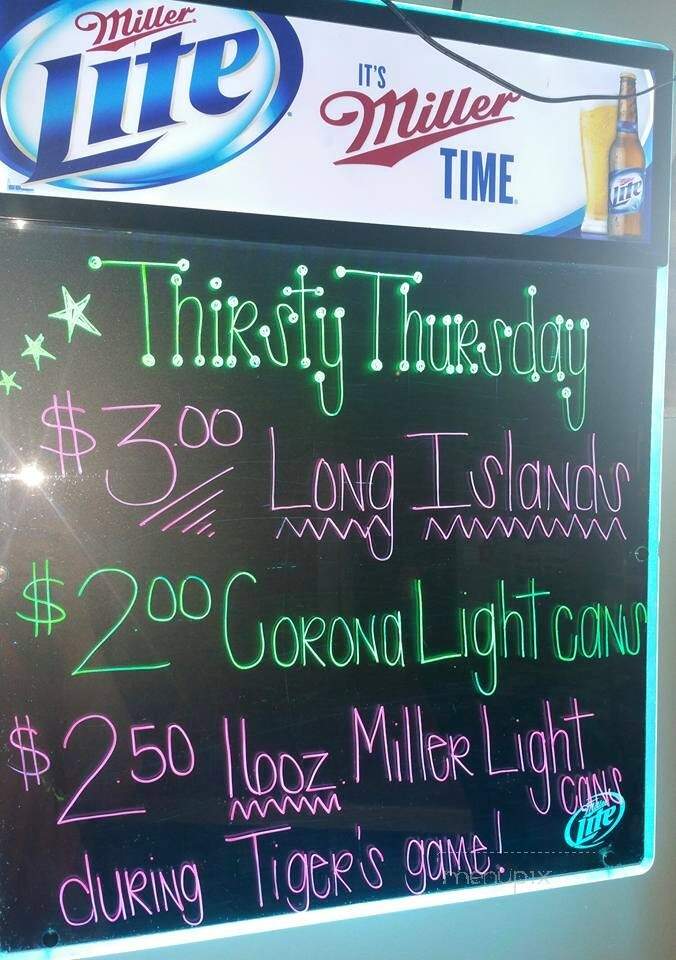 Miller
Lite
IT'S
Miller
TIME
Lite
Thirsty Thursday
$3.00 Long Islands
$2.00 Corona Light cans
$2.50 16oz. Miller Light
cans
Lite
during Tiger's game!
menupix